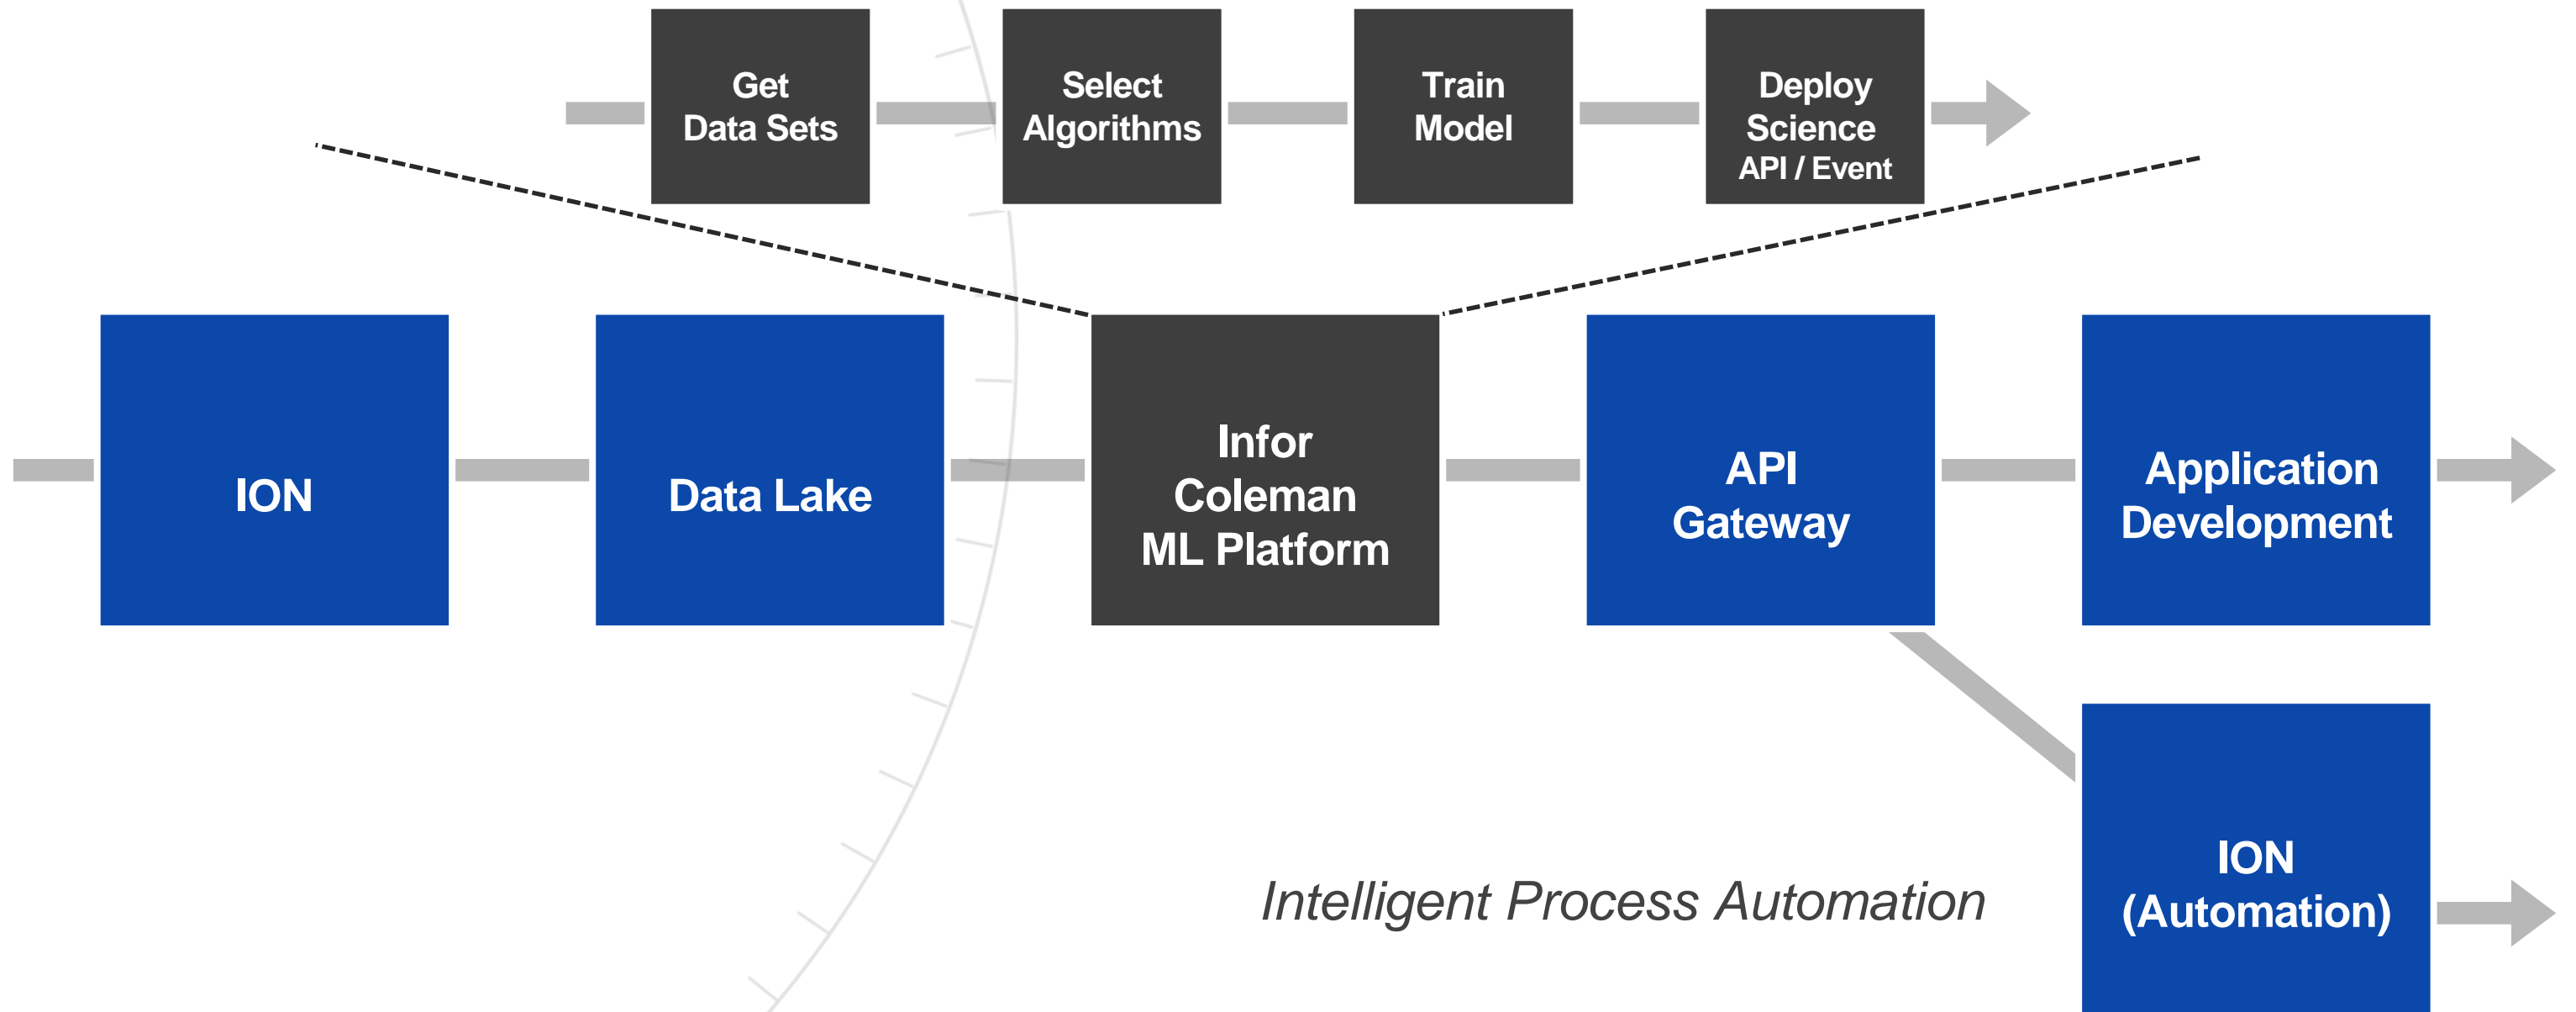 Get
Data Sets
Select
Algorithms
Train
Model
Deploy
Science
API / Event
ION
Data Lake
Infor
Coleman
ML Platform
API
Gateway
Application
Development
Intelligent Process Automation
ION
(Automation)